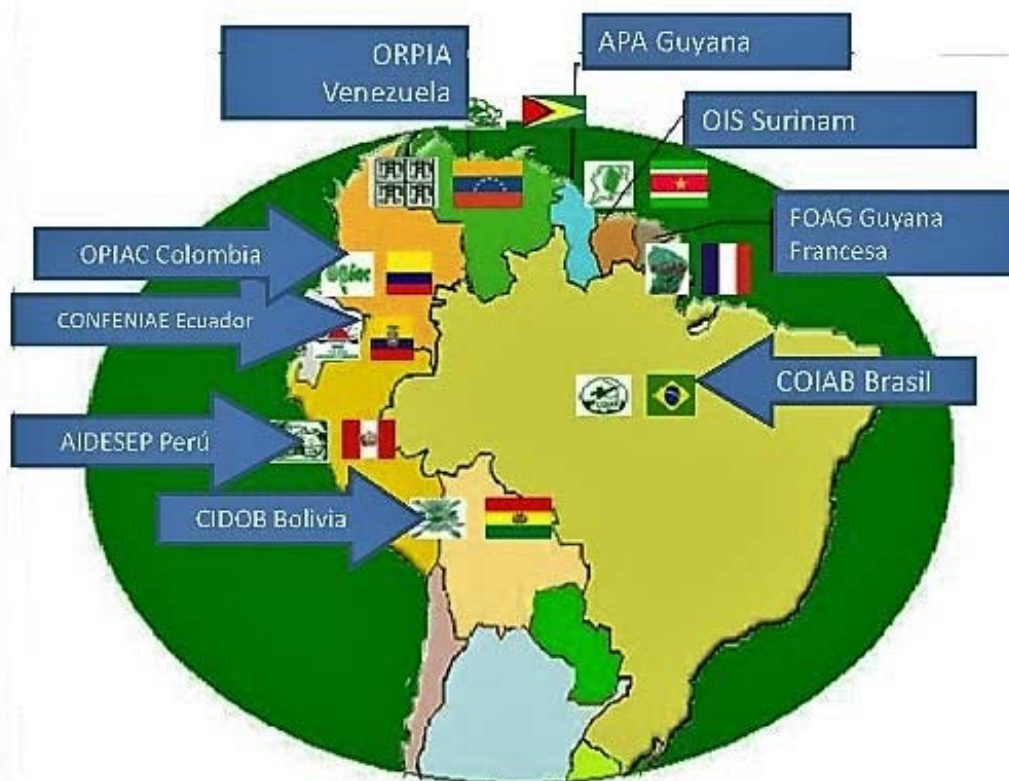 ORPIA
Venezuela
APA Guyana
OIS Surinam
FOAG Guyana
Francesa
OPIAC Colombia
opiac
CONFENIAE Ecuador
COIAB Brasil
AIDESEP Perú
CIDOB Bolivia